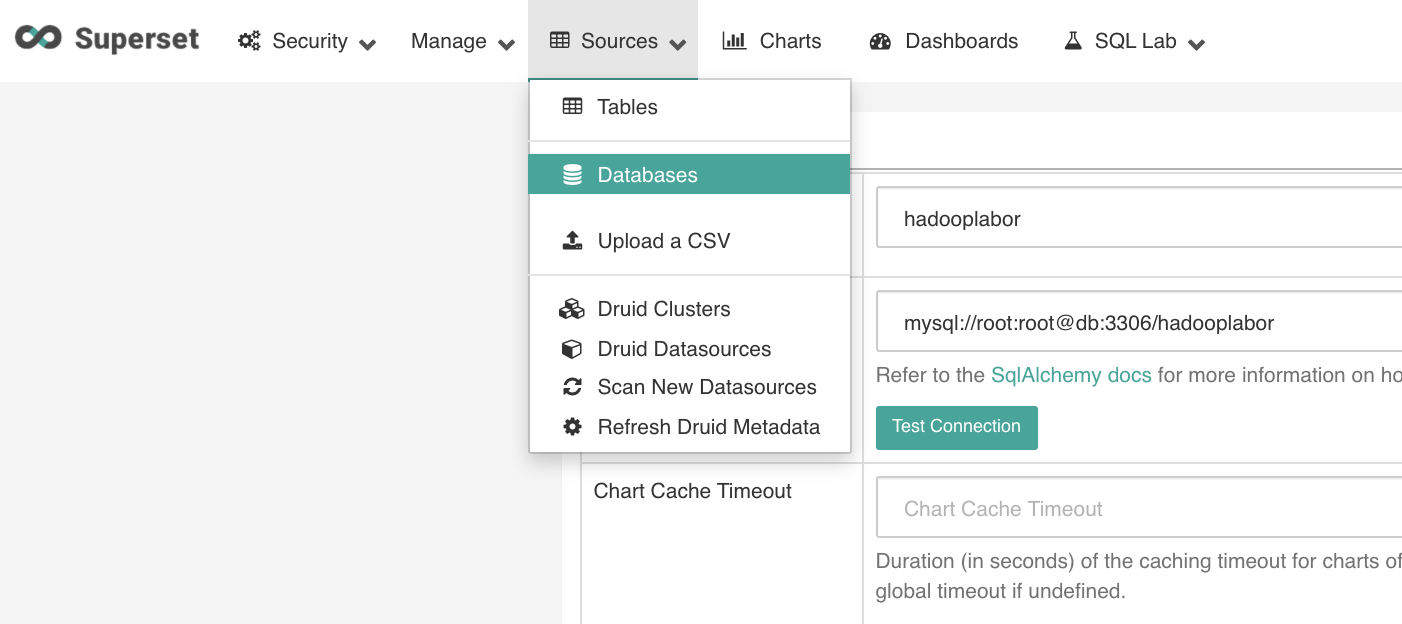 Superset
Security
Manage
Sources
Charts
Dashboards
SQL Lab
Tables
Databases
Upload a CSV
Druid Clusters
Druid Datasources
Scan New Datasources
Refresh Druid Metadata
hadooplabor
mysql://root:root@db:3306/hadooplabor
Refer to the SqlAlchemy docs for more information on ho
Test Connection
Chart Cache Timeout
Chart Cache Timeout
Duration (in seconds) of the caching timeout for charts of
global timeout if undefined.